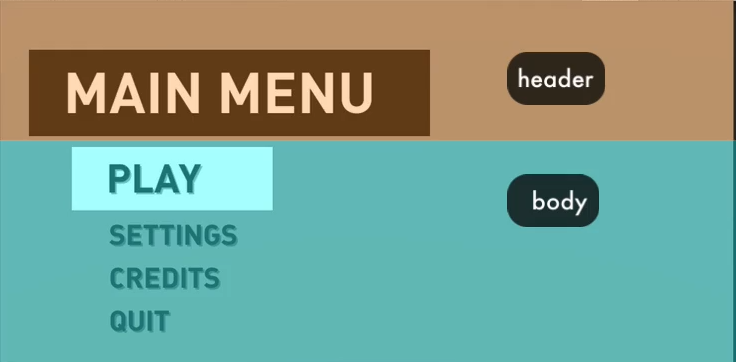 MAIN MENU
header
PLAY
body
SETTINGS
CREDITS
QUIT